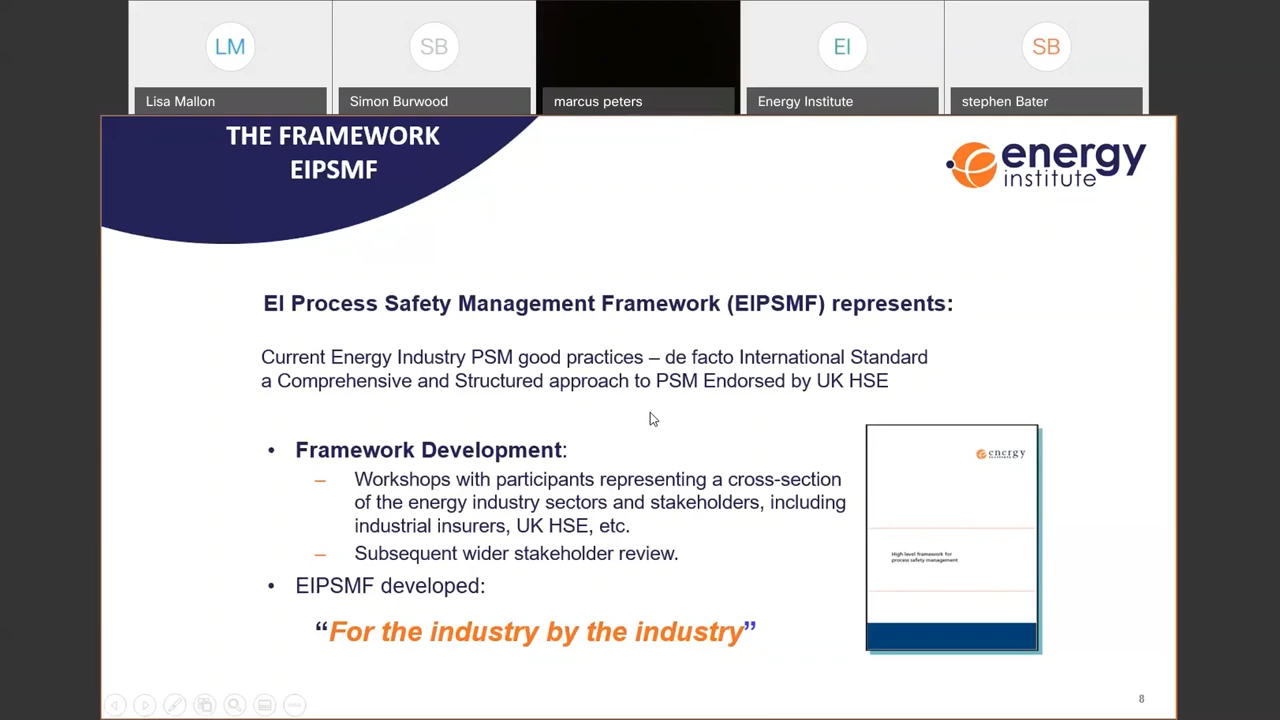 LM
SB
EI
SB
Lisa Mallon
Simon Burwood
marcus peters
Energy Institute
stephen Bater
THE FRAMEWORK
EIPSMF
energy
institute
EI Process Safety Management Framework (EIPSMF) represents:
Current Energy Industry PSM good practices – de facto International Standard
a Comprehensive and Structured approach to PSM Endorsed by UK HSE
• Framework Development:
– Workshops with participants representing a cross-section
of the energy industry sectors and stakeholders, including
industrial insurers, UK HSE, etc.
– Subsequent wider stakeholder review.
• EIPSMF developed:
“For the industry by the industry”
energy
High level framework for
process safety management
8